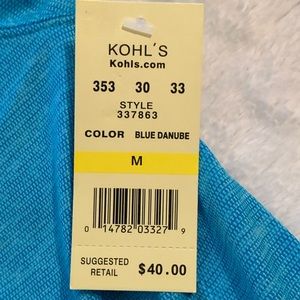 KOHL'S
Kohls.com
353 30 33
STYLE
337863
COLOR BLUE DANUBE
M
0 14782 03327 9
SUGGESTED
RETAIL $40.00